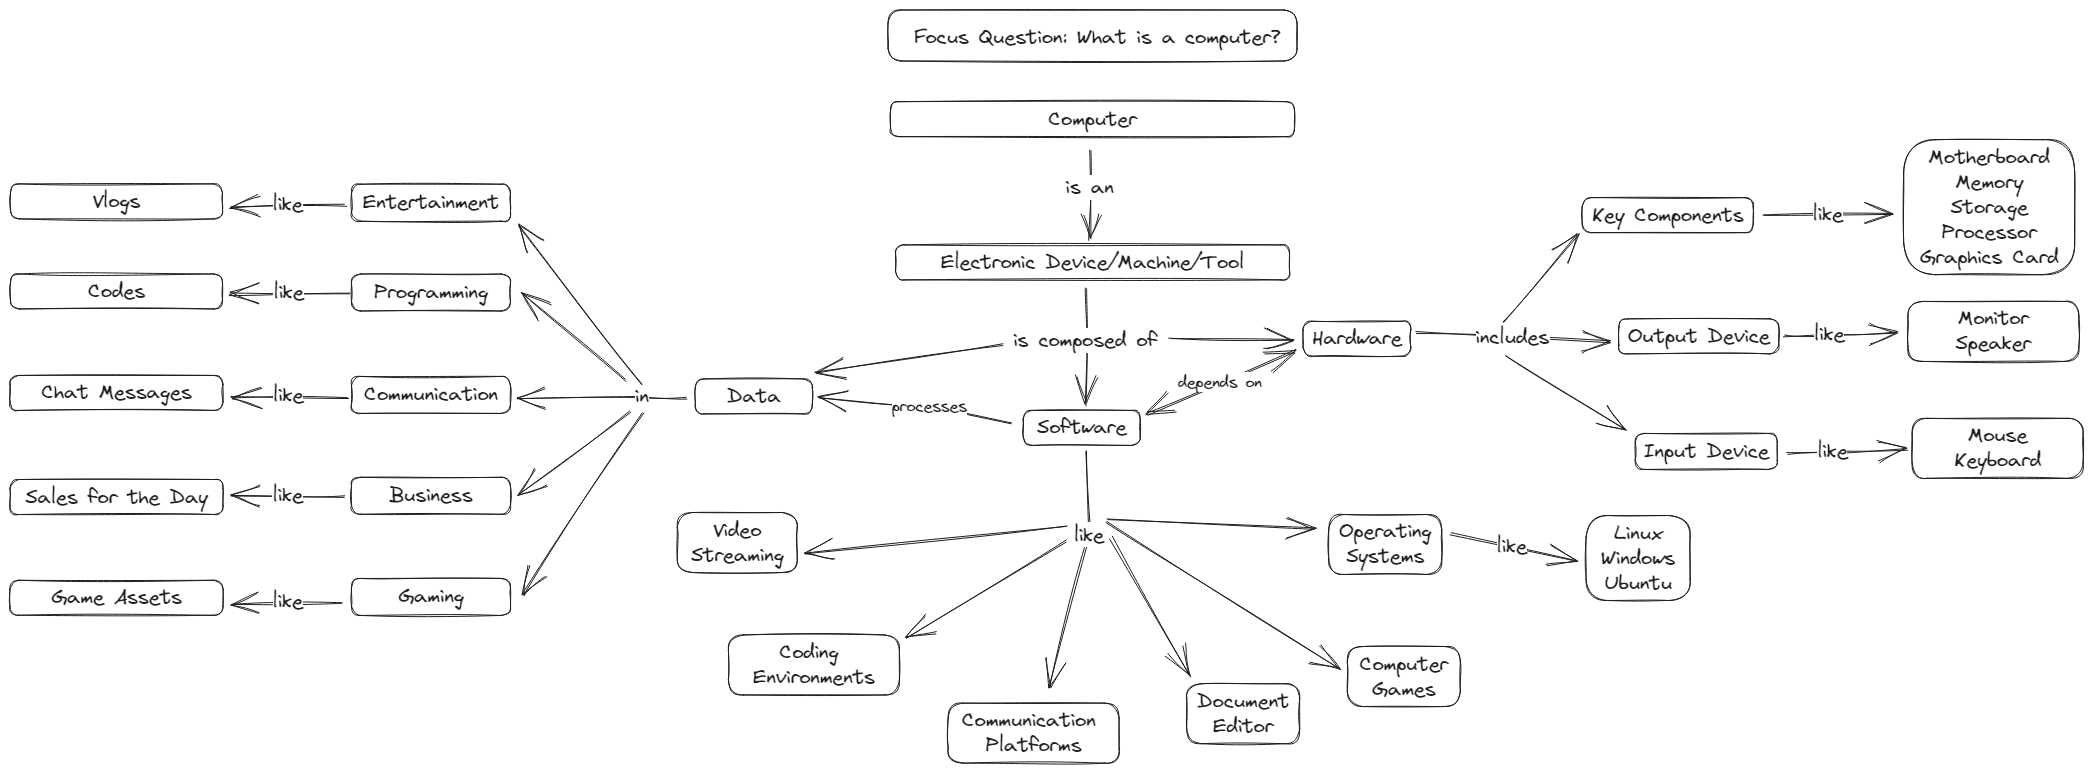 Focus Question: What is a computer?
Computer
is an
Electronic Device/Machine/Tool
is composed of
Data
processes
Software
depends on
Hardware
in
Entertainment
like
Vlogs
Programming
like
Codes
Communication
like
Chat Messages
Business
like
Sales for the Day
Gaming
like
Game Assets
includes
Key Components
like
Motherboard
Memory
Storage
Processor
Graphics Card
Output Device
like
Monitor
Speaker
Input Device
like
Mouse
Keyboard
like
Video
Streaming
Coding
Environments
Communication
Platforms
Document
Editor
Computer
Games
Operating
Systems
like
Linux
Windows
Ubuntu